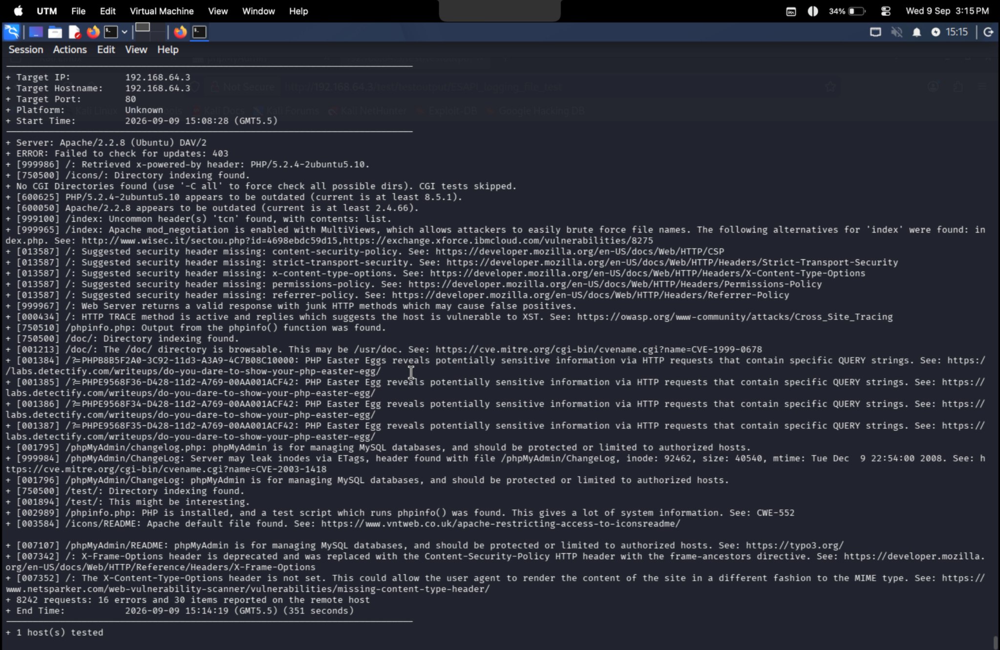 UTM File Edit Virtual Machine View Window Help 34% Wed 9 Sep 3:15 PM
15:15
Session Actions Edit View Help
Not Secure http://192.168.64.3/test/testoutput/ESAPI_logging_file_test
Kali Linux Kali Docs Kali Forums Kali NetHunter Exploit-DB Google Hacking DB
+ Target IP: 192.168.64.3
+ Target Hostname: 192.168.64.3
+ Target Port: 80
+ Platform: Unknown
+ Start Time: 2026-09-09 15:08:28 (GMT5.5)
+ Server: Apache/2.2.8 (Ubuntu) DAV/2
+ ERROR: Failed to check for updates: 403
+ [999986] /: Retrieved x-powered-by header: PHP/5.2.4-2ubuntu5.10.
+ [750500] /icons/: Directory indexing found.
+ No CGI Directories found (use '-C all' to force check all possible dirs). CGI tests skipped.
+ [600625] PHP/5.2.4-2ubuntu5.10 appears to be outdated (current is at least 8.5.1).
+ [600050] Apache/2.2.8 appears to be outdated (current is at least 2.4.66).
+ [999100] /index: Uncommon header(s) 'tcn' found, with contents: list.
+ [999965] /index: Apache mod_negotiation is enabled with MultiViews, which allows attackers to easily brute force file names. The following alternatives for 'index' were found: in
dex.php. See: http://www.wisec.it/sectou.php?id=4698ebdc59d15,https://exchange.xforce.ibmcloud.com/vulnerabilities/8275
+ [013587] /: Suggested security header missing: content-security-policy. See: https://developer.mozilla.org/en-US/docs/Web/HTTP/CSP
+ [013587] /: Suggested security header missing: strict-transport-security. See: https://developer.mozilla.org/en-US/docs/Web/HTTP/Headers/Strict-Transport-Security
+ [013587] /: Suggested security header missing: x-content-type-options. See: https://developer.mozilla.org/en-US/docs/Web/HTTP/Headers/X-Content-Type-Options
+ [013587] /: Suggested security header missing: permissions-policy. See: https://developer.mozilla.org/en-US/docs/Web/HTTP/Headers/Permissions-Policy
+ [013587] /: Suggested security header missing: referrer-policy. See: https://developer.mozilla.org/en-US/docs/Web/HTTP/Headers/Referrer-Policy
+ [999967] /: Web Server returns a valid response with junk HTTP methods which may cause false positives.
+ [000434] /: HTTP TRACE method is active and replies which suggests the host is vulnerable to XST. See: https://owasp.org/www-community/attacks/Cross_Site_Tracing
+ [750510] /phpinfo.php: Output from the phpinfo() function was found.
+ [750500] /doc/: Directory indexing found.
+ [001213] /doc/: The /doc/ directory is browsable. This may be /usr/doc. See: https://cve.mitre.org/cgi-bin/cvename.cgi?name=CVE-1999-0678
+ [001384] /?=PHPB8B5F2A0-3C92-11d3-A3A9-4C7B08C10000: PHP Easter Eggs reveals potentially sensitive information via HTTP requests that contain specific QUERY strings. See: https:/
/labs.detectify.com/writeups/do-you-dare-to-show-your-php-easter-egg/
+ [001385] /?=PHPE9568F36-D428-11d2-A769-00AA001ACF42: PHP Easter Egg reveals potentially sensitive information via HTTP requests that contain specific QUERY strings. See: https://
labs.detectify.com/writeups/do-you-dare-to-show-your-php-easter-egg/
+ [001386] /?=PHPE9568F34-D428-11d2-A769-00AA001ACF42: PHP Easter Egg reveals potentially sensitive information via HTTP requests that contain specific QUERY strings. See: https://
labs.detectify.com/writeups/do-you-dare-to-show-your-php-easter-egg/
+ [001387] /?=PHPE9568F35-D428-11d2-A769-00AA001ACF42: PHP Easter Egg reveals potentially sensitive information via HTTP requests that contain specific QUERY strings. See: https://
labs.detectify.com/writeups/do-you-dare-to-show-your-php-easter-egg/
+ [001795] /phpMyAdmin/changelog.php: phpMyAdmin is for managing MySQL databases, and should be protected or limited to authorized hosts.
+ [999984] /phpMyAdmin/ChangeLog: Server may leak inodes via ETags, header found with file /phpMyAdmin/ChangeLog, inode: 92462, size: 40540, mtime: Tue Dec  9 22:54:00 2008. See: h
ttps://cve.mitre.org/cgi-bin/cvename.cgi?name=CVE-2003-1418
+ [001796] /phpMyAdmin/ChangeLog: phpMyAdmin is for managing MySQL databases, and should be protected or limited to authorized hosts.
+ [750500] /test/: Directory indexing found.
+ [001894] /test/: This might be interesting.
+ [002989] /phpinfo.php: PHP is installed, and a test script which runs phpinfo() was found. This gives a lot of system information. See: CWE-552
+ [003584] /icons/README: Apache default file found. See: https://www.vntweb.co.uk/apache-restricting-access-to-iconsreadme/
+ [007107] /phpMyAdmin/README: phpMyAdmin is for managing MySQL databases, and should be protected or limited to authorized hosts. See: https://typo3.org/
+ [007342] /: X-Frame-Options header is deprecated and was replaced with the Content-Security-Policy HTTP header with the frame-ancestors directive. See: https://developer.mozilla.
org/en-US/docs/Web/HTTP/Reference/Headers/X-Frame-Options
+ [007352] /: The X-Content-Type-Options header is not set. This could allow the user agent to render the content of the site in a different fashion to the MIME type. See: https://
www.netsparker.com/web-vulnerability-scanner/vulnerabilities/missing-content-type-header/
+ 8242 requests: 16 errors and 30 items reported on the remote host
+ End Time: 2026-09-09 15:14:19 (GMT5.5) (351 seconds)
+ 1 host(s) tested